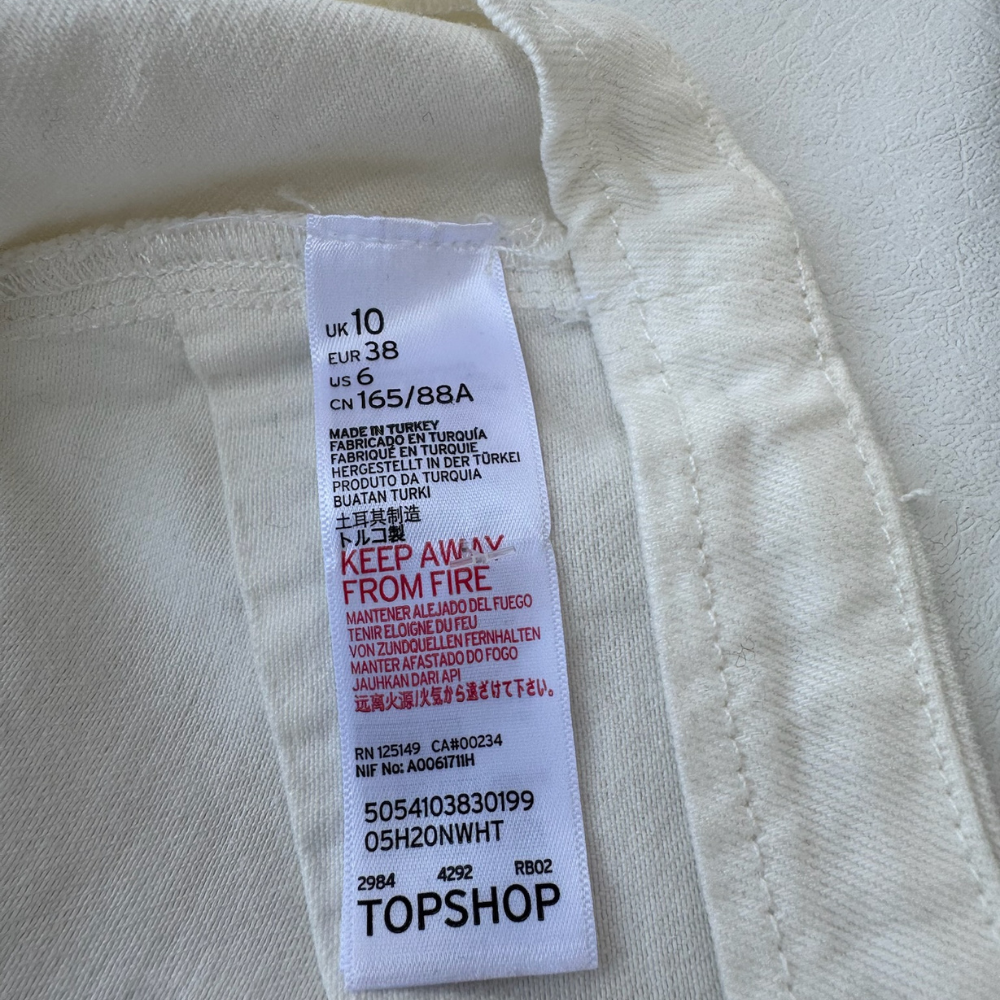 UK 10
EUR 38
US 6
CN 165/88A
MADE IN TURKEY
FABRICADO EN TURQUÍA
FABRIQUÉ EN TURQUIE
HERGESTELLT IN DER TÜRKEI
PRODUTO DA TURQUIA
BUATAN TURKI
土耳其制造
トルコ製
KEEP AWAY
FROM FIRE
MANTENER ALEJADO DEL FUEGO
TENIR ELOIGNE DU FEU
VON ZUNDQUELLEN FERNHALTEN
MANTER AFASTADO DO FOGO
JAUHKAN DARI API
远离火源/火気から遠ざけて下さい。
RN 125149 CA#00234
NIF No: A0061711H
5054103830199
05H20NWHT
2984 4292 RB02
TOPSHOP